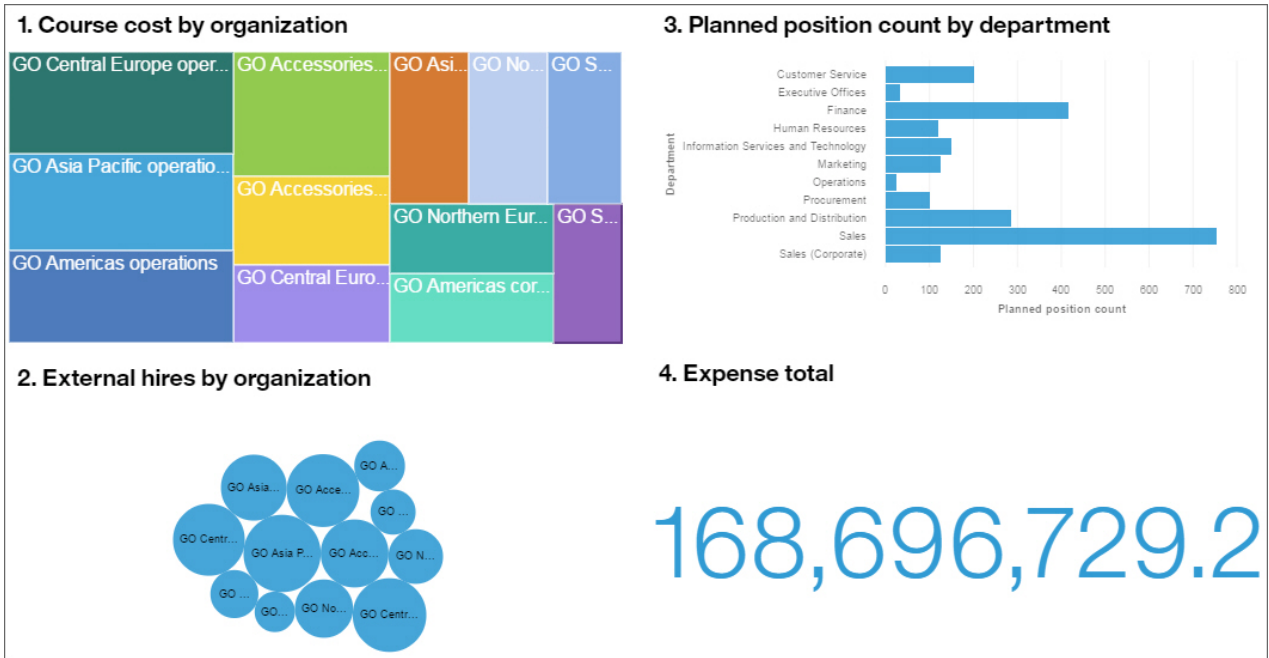 1. Course cost by organization
GO Central Europe oper...
GO Accessories...
GO Asi...
GO No...
GO S...
GO Asia Pacific operatio...
GO Accessories...
GO Northern Eur...
GO S...
GO Americas operations
GO Central Euro...
GO Americas cor...
2. External hires by organization
GO A...
GO Asia...
GO Acce...
GO ...
GO Centr...
GO Asia P...
GO Acc...
GO N...
GO ...
GO...
GO No...
GO Centr...
3. Planned position count by department
Department
Customer Service
Executive Offices
Finance
Human Resources
Information Services and Technology
Marketing
Operations
Procurement
Production and Distribution
Sales
Sales (Corporate)
0 100 200 300 400 500 600 700 800
Planned position count
4. Expense total
168,696,729.2